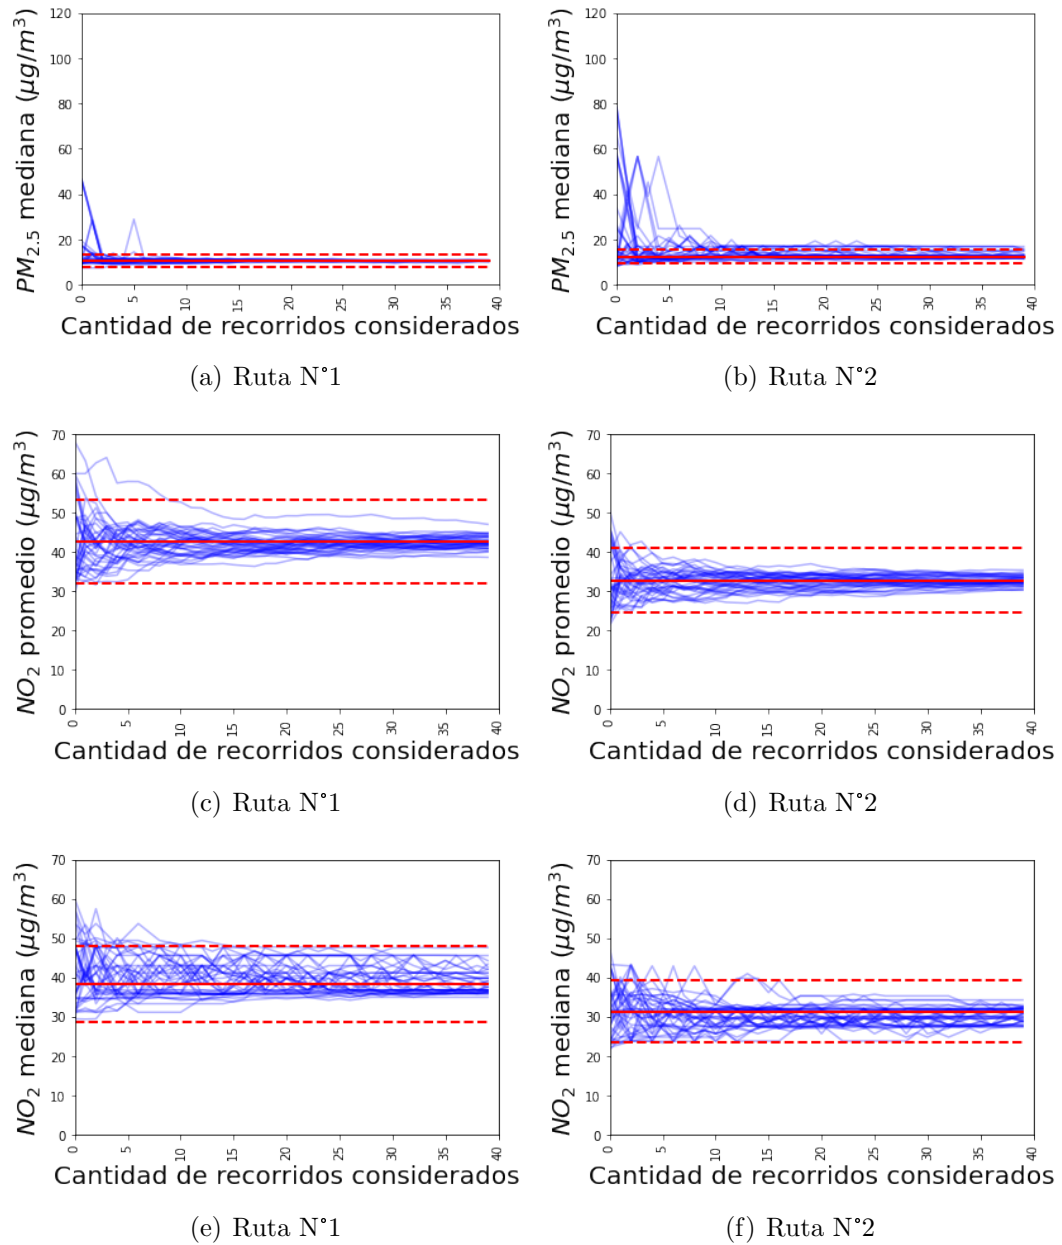 120
100
80
60
40
20
0
PM2.5 mediana (μg/m3)
0 5 10 15 20 25 30 35 40
Cantidad de recorridos considerados
(a) Ruta N°1
120
100
80
60
40
20
0
PM2.5 mediana (μg/m3)
0 5 10 15 20 25 30 35 40
Cantidad de recorridos considerados
(b) Ruta N°2
70
60
50
40
30
20
10
0
NO2 promedio (μg/m3)
0 5 10 15 20 25 30 35 40
Cantidad de recorridos considerados
(c) Ruta N°1
70
60
50
40
30
20
10
0
NO2 promedio (μg/m3)
0 5 10 15 20 25 30 35 40
Cantidad de recorridos considerados
(d) Ruta N°2
70
60
50
40
30
20
10
0
NO2 mediana (μg/m3)
0 5 10 15 20 25 30 35 40
Cantidad de recorridos considerados
(e) Ruta N°1
70
60
50
40
30
20
10
0
NO2 mediana (μg/m3)
0 5 10 15 20 25 30 35 40
Cantidad de recorridos considerados
(f) Ruta N°2